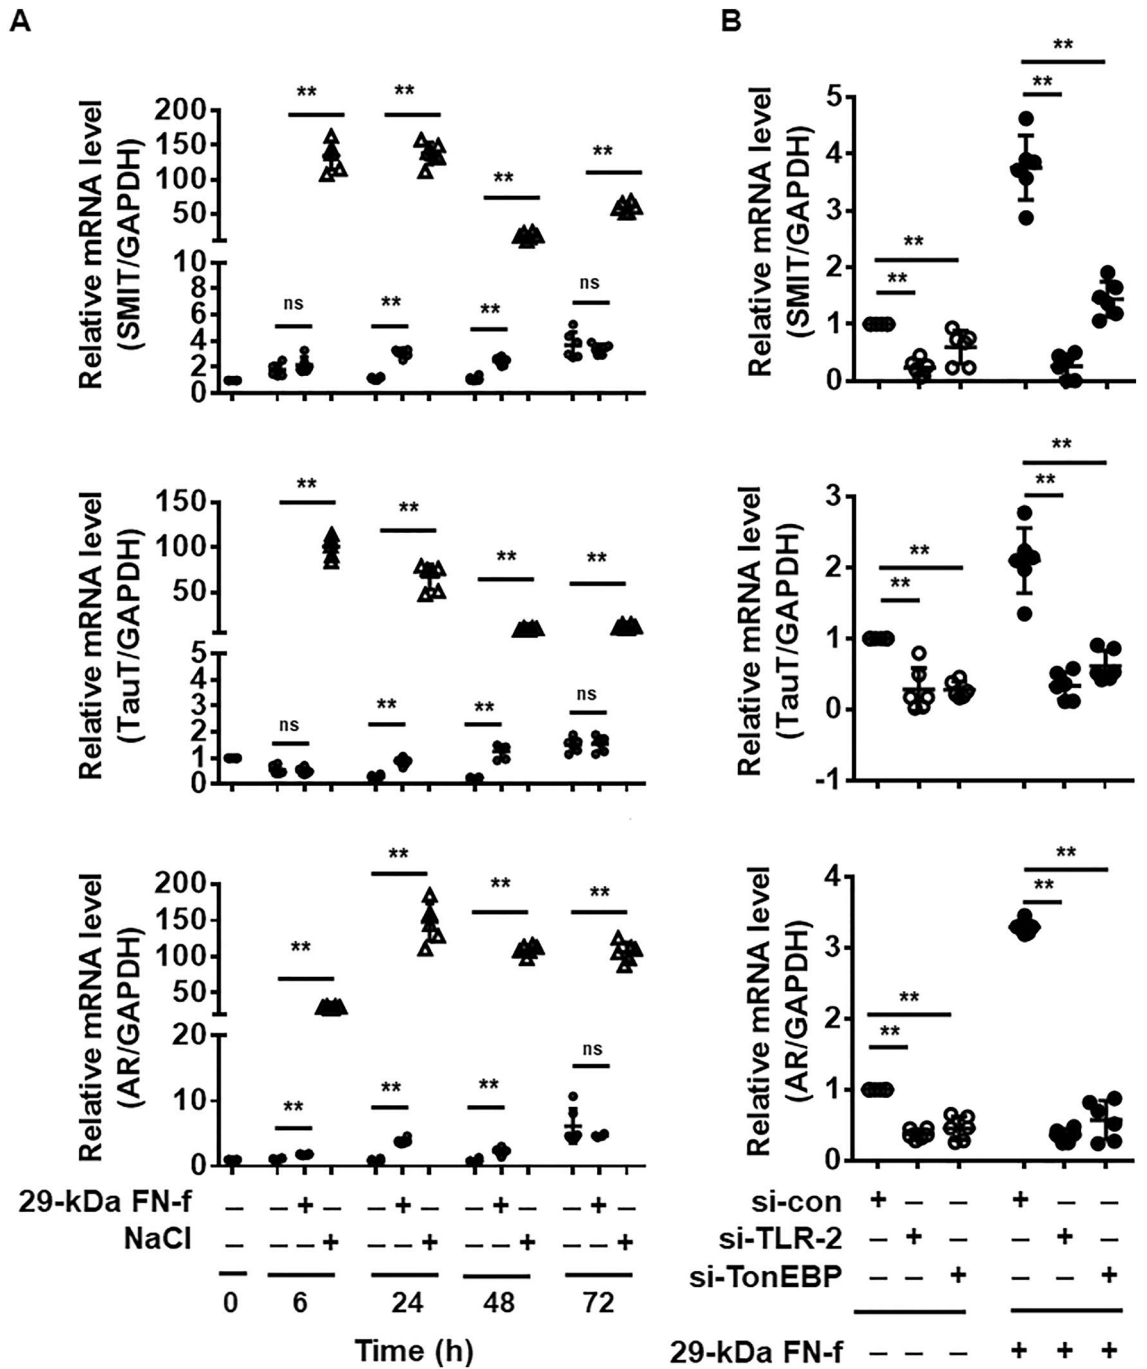 A
Relative mRNA level
(SMIT/GAPDH)
200
150
100
50
10
8
6
4
2
0
**
**
**
**
ns
**
**
ns
Relative mRNA level
(TauT/GAPDH)
150
100
50
5
4
3
2
1
0
**
**
**
**
ns
**
**
ns
Relative mRNA level
(AR/GAPDH)
200
150
100
50
20
10
0
**
**
**
**
**
**
**
ns
29-kDa FN-f – – + – – + – – + – – + –
NaCl – – – + – – + – – + – – +
0 6 24 48 72
Time (h)
B
Relative mRNA level
(SMIT/GAPDH)
5
4
3
2
1
0
**
**
**
**
Relative mRNA level
(TauT/GAPDH)
3
2
1
0
-1
**
**
**
**
Relative mRNA level
(AR/GAPDH)
4
3
2
1
0
**
**
**
**
si-con + – – + – –
si-TLR-2 – + – – + –
si-TonEBP – – + – – +
29-kDa FN-f – – – + + +